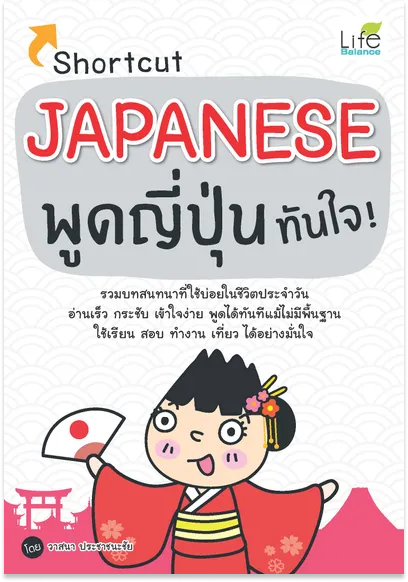 Shortcut
Life
Balance
JAPANESE
พูดญี่ปุ่น ทันใจ!
รวมบทสนทนาที่ใช้บ่อยในชีวิตประจำวัน
อ่านเร็ว กระชับ เข้าใจง่าย พูดได้ทันทีแม้ไม่มีพื้นฐาน
ใช้เรียน สอบ ทำงาน เที่ยว ได้อย่างมั่นใจ
โดย วาสนา ประชาชนะชัย